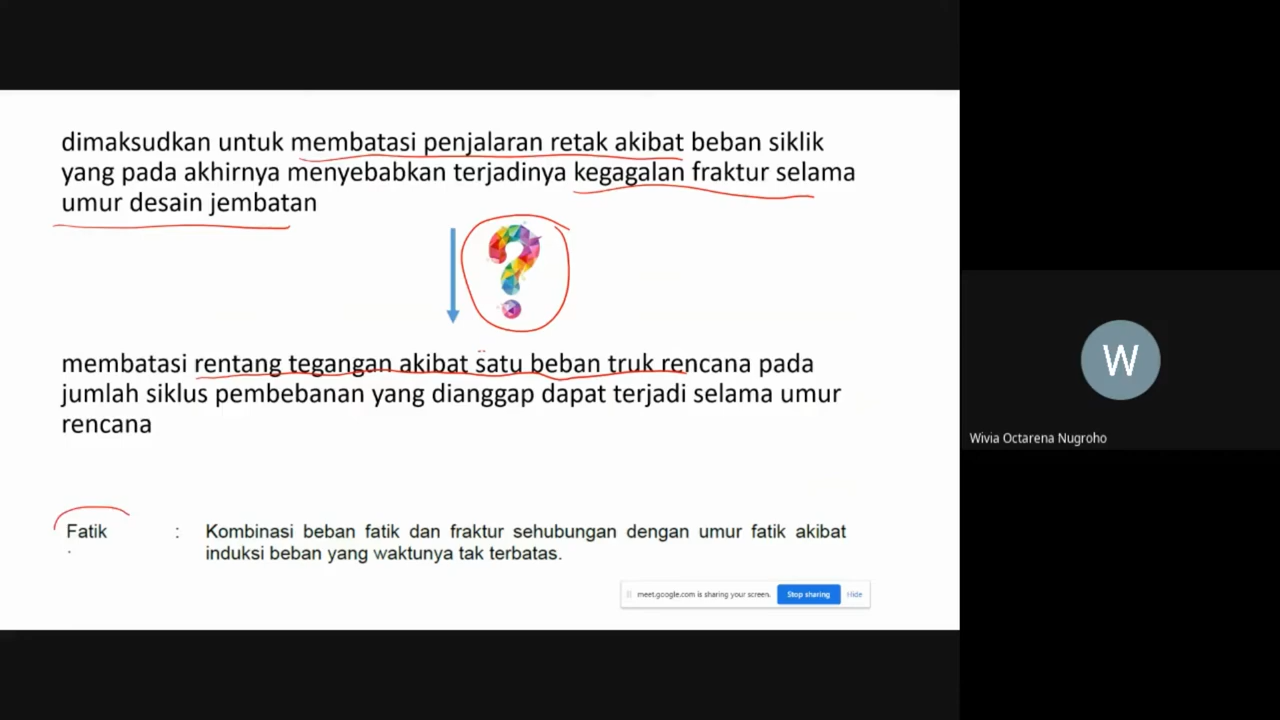 dimaksudkan untuk membatasi penjalaran retak akibat beban siklik
yang pada akhirnya menyebabkan terjadinya kegagalan fraktur selama
umur desain jembatan
?
membatasi rentang tegangan akibat satu beban truk rencana pada
jumlah siklus pembebanan yang dianggap dapat terjadi selama umur
rencana
Fatik : Kombinasi beban fatik dan fraktur sehubungan dengan umur fatik akibat
induksi beban yang waktunya tak terbatas.
meet.google.com is sharing your screen. Stop sharing Hide
W
Wivia Octarena Nugroho